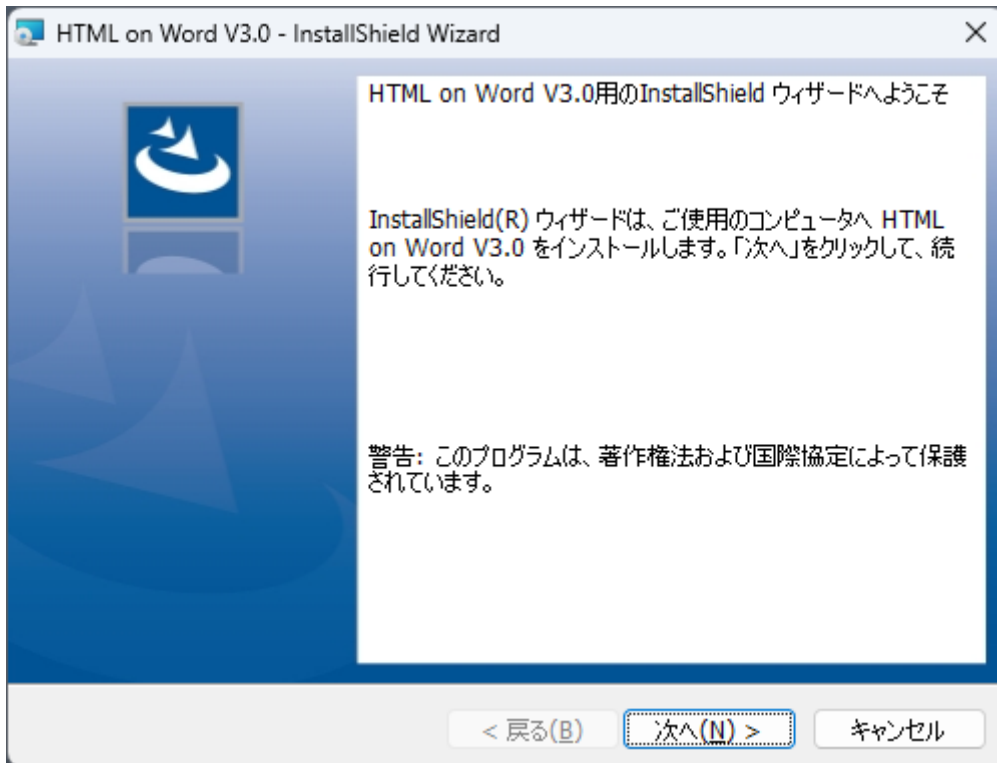 HTML on Word V3.0 - InstallShield Wizard
HTML on Word V3.0用のInstallShield ウィザードへようこそ
InstallShield(R) ウィザードは、ご使用のコンピュータへ HTML
on Word V3.0 をインストールします。「次へ」をクリックして、続
行してください。
警告: このプログラムは、著作権法および国際協定によって保護
されています。
< 戻る(B)
次へ(N) >
キャンセル